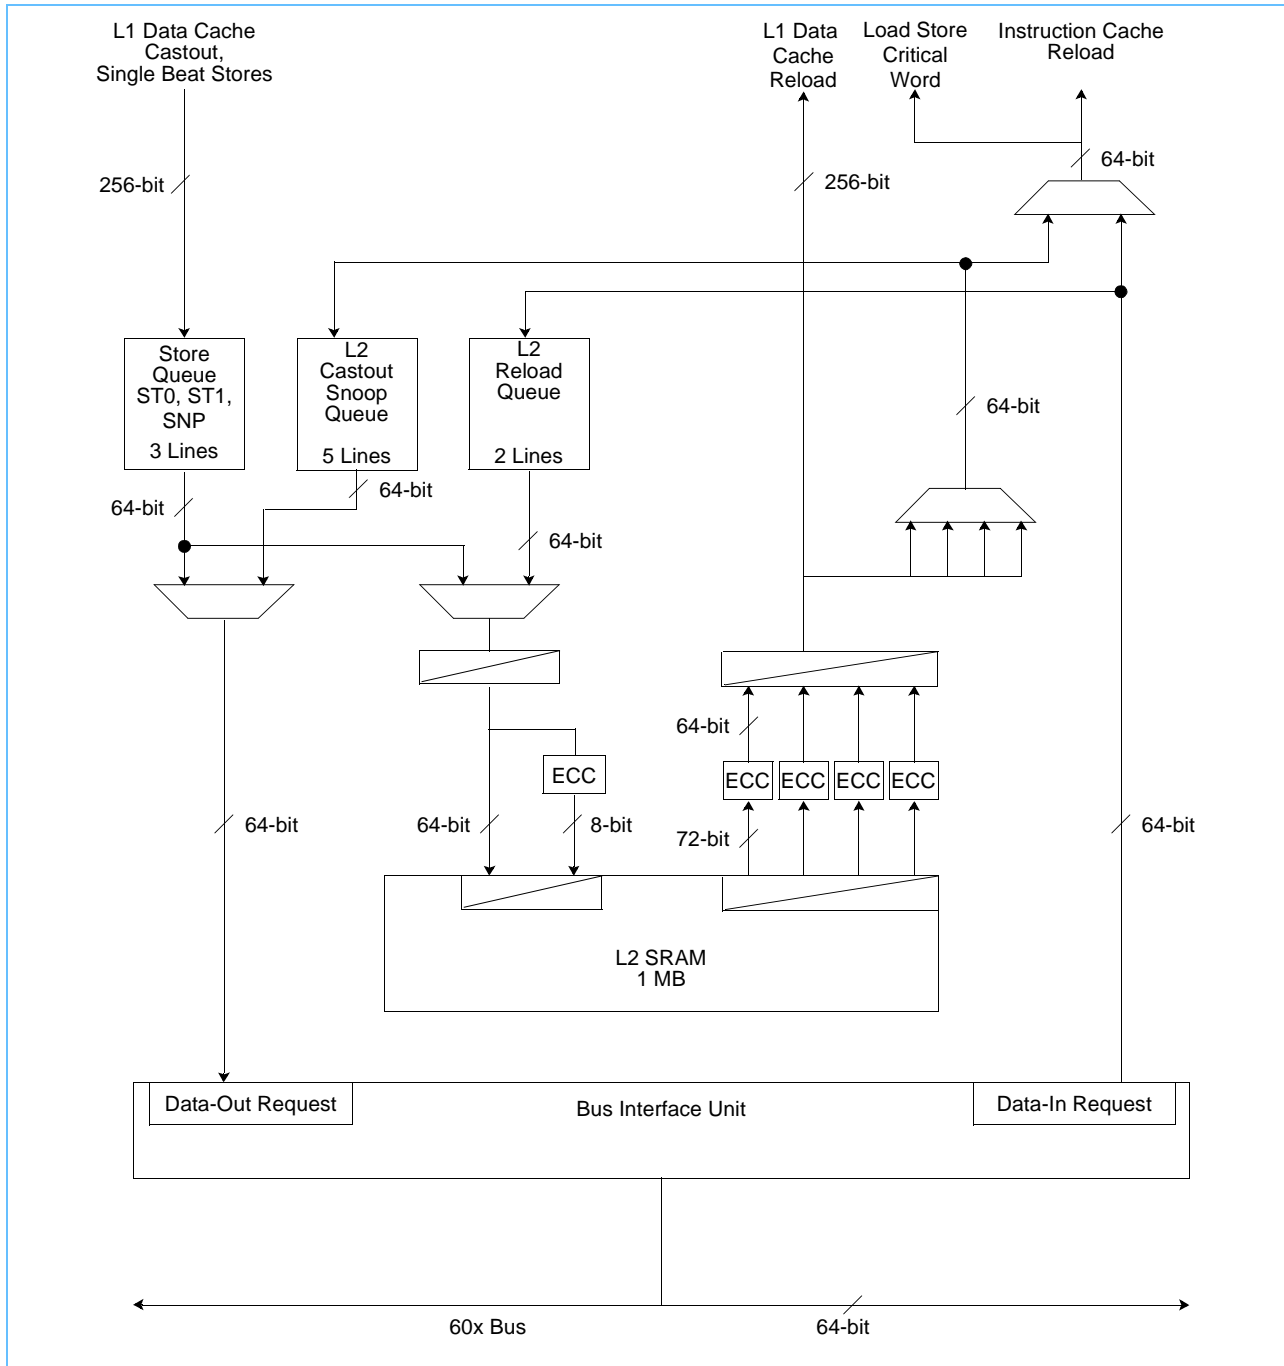 L1 Data Cache
Castout,
Single Beat Stores
L1 Data
Cache
Reload
Load Store
Critical
Word
Instruction Cache
Reload
64-bit
256-bit
256-bit
Store
Queue
ST0, ST1,
SNP
3 Lines
L2
Castout
Snoop
Queue
5 Lines
L2
Reload
Queue
2 Lines
64-bit
64-bit
64-bit
64-bit
64-bit
ECC
ECC
ECC
ECC
ECC
64-bit
64-bit
8-bit
72-bit
64-bit
64-bit
L2 SRAM
1 MB
Data-Out Request
Bus Interface Unit
Data-In Request
60x Bus
64-bit